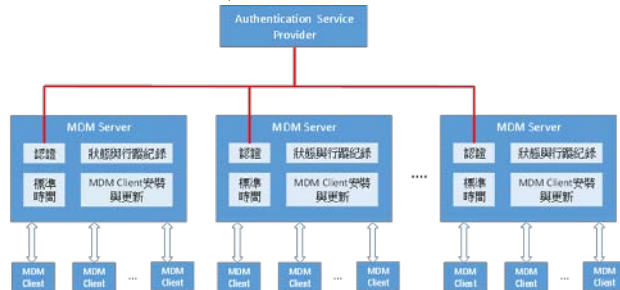 Authentication Service
Provider
MDM Server
認證
狀態與行蹤紀錄
標準
時間
MDM Client安裝
與更新
MDM Server
認證
狀態與行蹤紀錄
標準
時間
MDM Client安裝
與更新
....
MDM Server
認證
狀態與行蹤紀錄
標準
時間
MDM Client安裝
與更新
MDM
Client
MDM
Client
...
MDM
Client
MDM
Client
MDM
Client
...
MDM
Client
MDM
Client
MDM
Client
...
MDM
Client